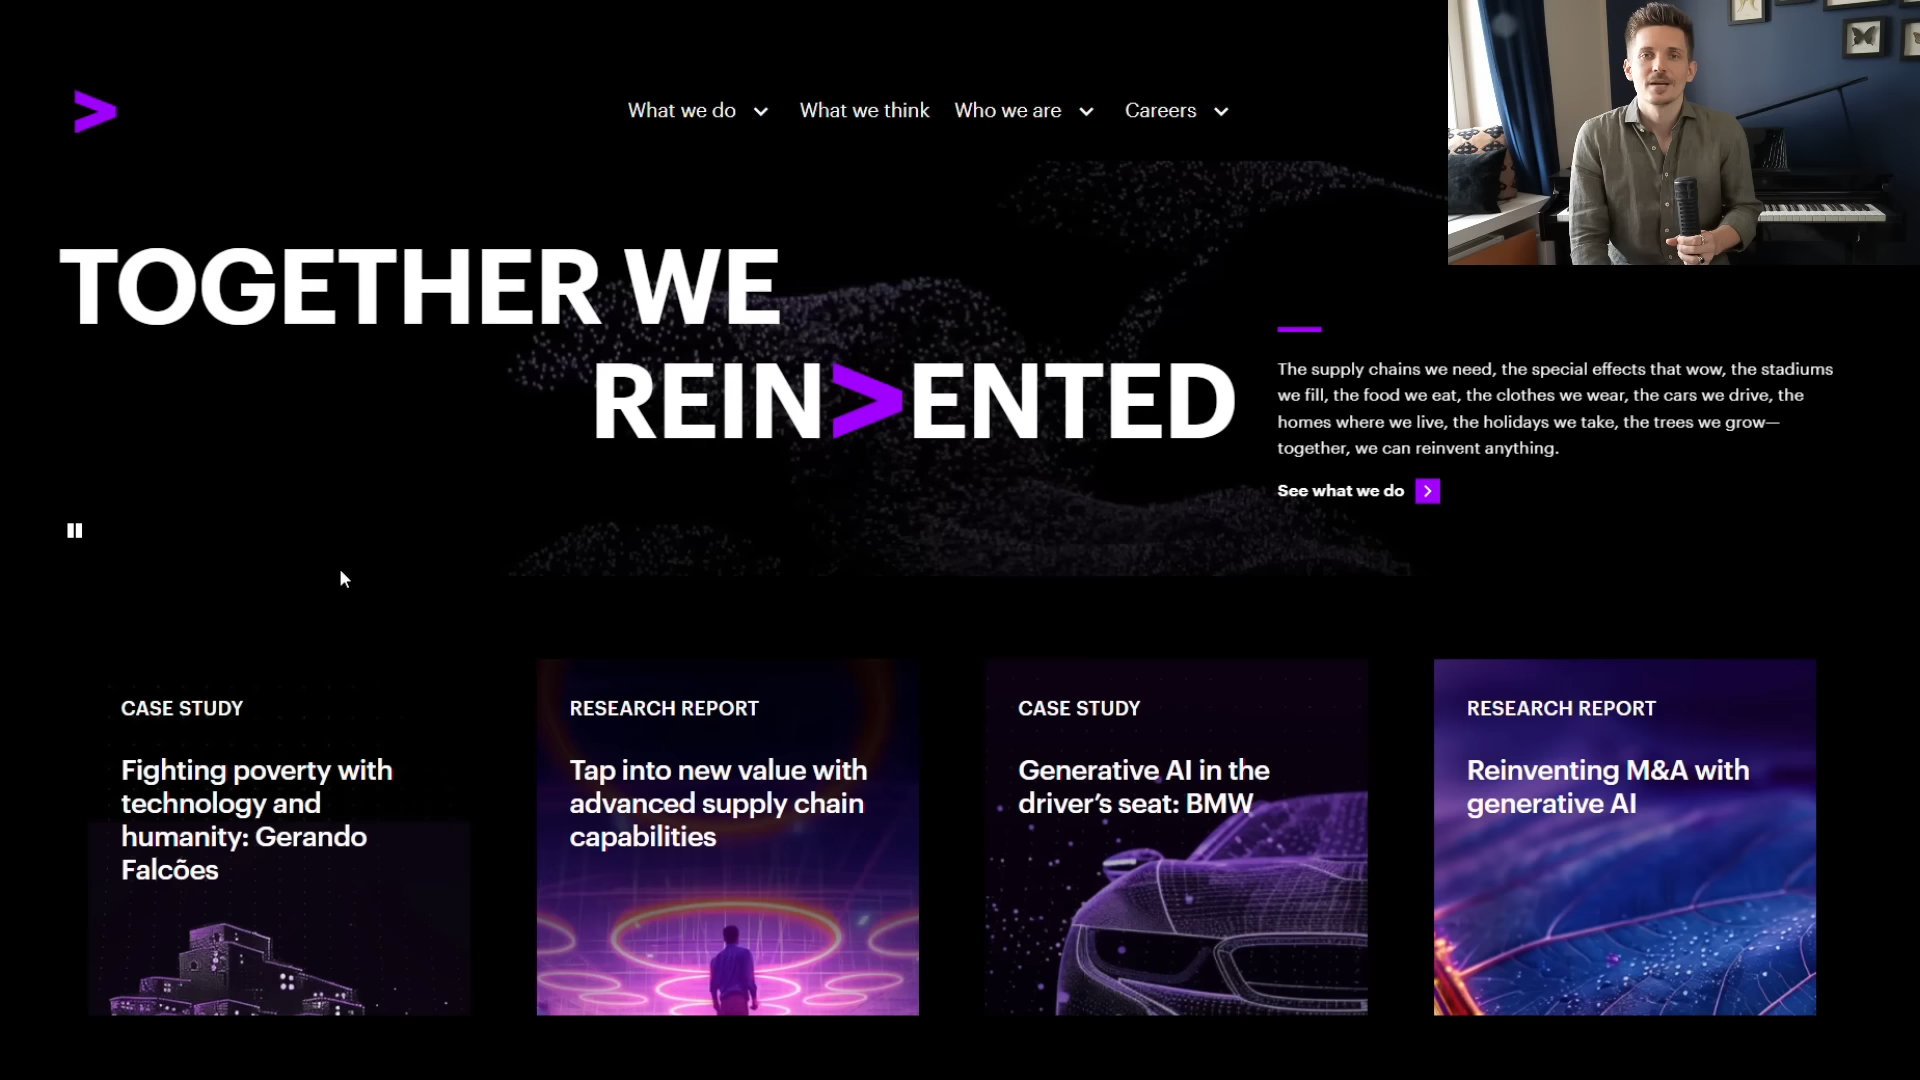 What we do
What we think
Who we are
Careers
TOGETHER WE
REIN>ENTED
The supply chains we need, the special effects that wow, the stadiums
we fill, the food we eat, the clothes we wear, the cars we drive, the
homes where we live, the holidays we take, the trees we grow—
together, we can reinvent anything.
See what we do
CASE STUDY
Fighting poverty with
technology and
humanity: Gerando
Falcões
RESEARCH REPORT
Tap into new value with
advanced supply chain
capabilities
CASE STUDY
Generative AI in the
driver’s seat: BMW
RESEARCH REPORT
Reinventing M&A with
generative AI